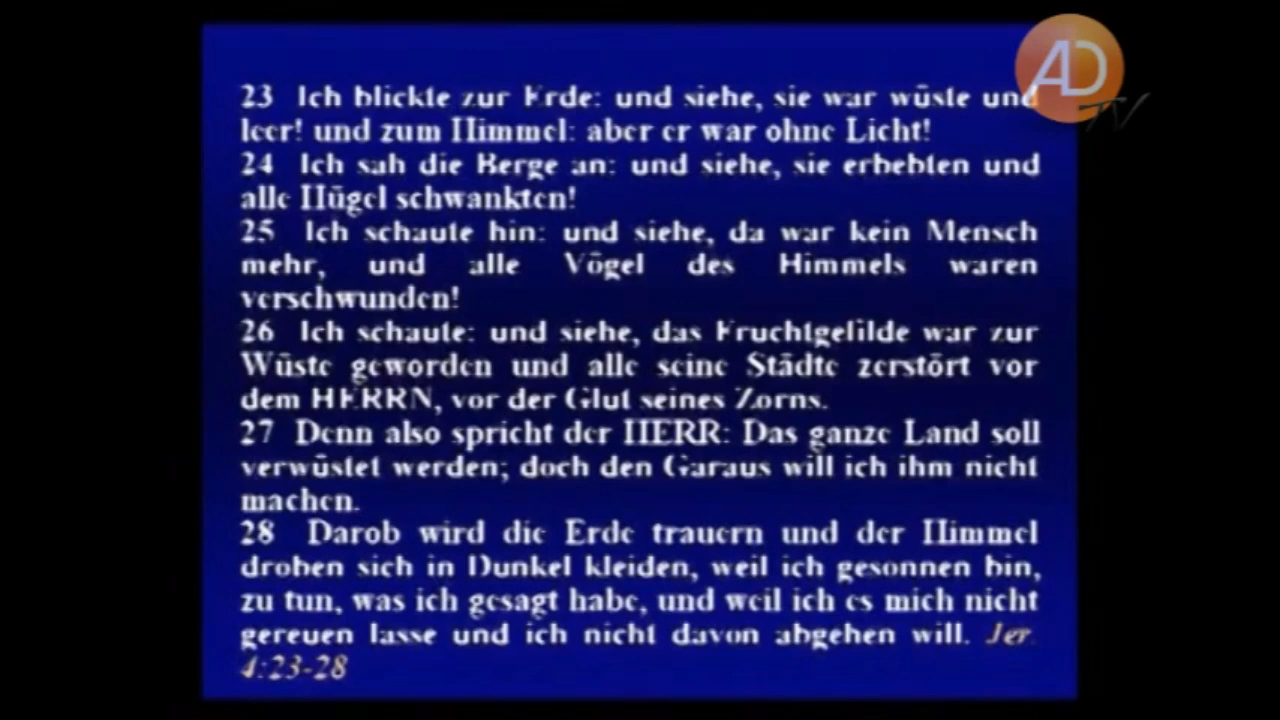 23 Ich blickte zur Erde: und siehe, sie war wüste und
leer! und zum Himmel: aber er war ohne Licht!
24 Ich sah die Berge an: und siehe, sie erbebten und
alle Hügel schwankten!
25 Ich schaute hin: und siehe, da war kein Mensch
mehr, und alle Vögel des Himmels waren
verschwunden!
26 Ich schaute: und siehe, das Fruchtgefilde war zur
Wüste geworden und alle seine Städte zerstört vor
dem HERRN, vor der Glut seines Zorns.
27 Denn also spricht der HERR: Das ganze Land soll
verwüstet werden; doch den Garaus will ich ihm nicht
machen.
28 Darob wird die Erde trauern und der Himmel
droben sich in Dunkel kleiden, weil ich gesonnen bin,
zu tun, was ich gesagt habe, und weil ich es mich nicht
gereuen lasse und ich nicht davon abgehen will. Jer.
4:23-28
AD
TV